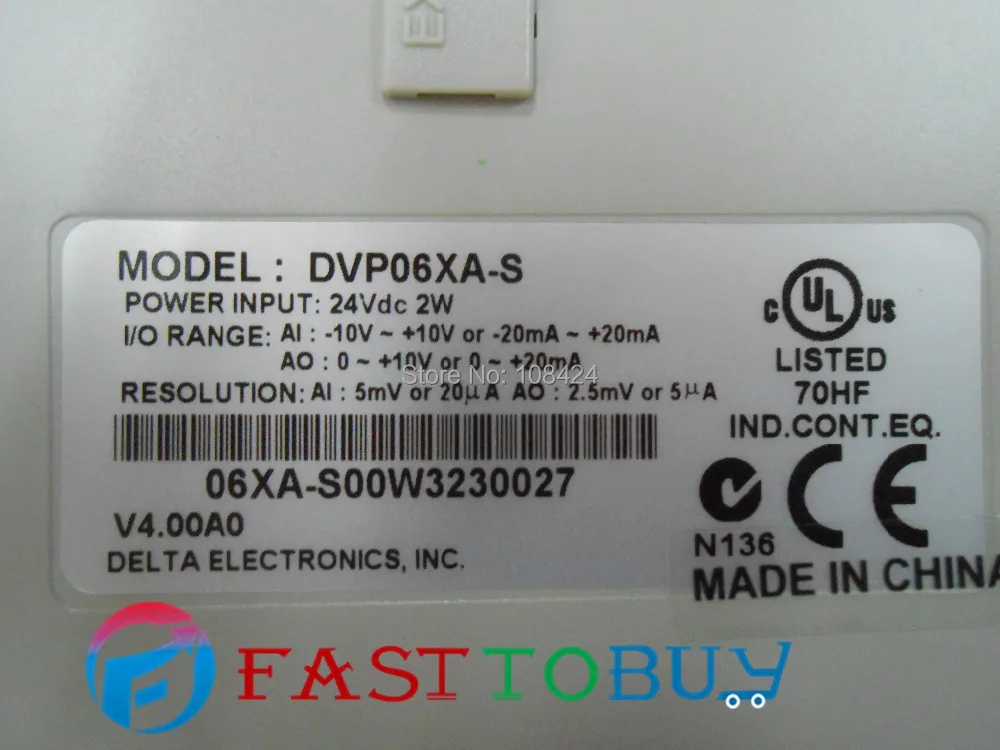 EX
MODEL : DVP06XA-S
POWER INPUT: 24Vdc 2W
I/O RANGE: AI : -10V ~ +10V or -20mA ~ +20mA
AO : 0 ~ +10V or 0 ~ +20mA
Store No: 108424
RESOLUTION: AI : 5mV or 20μA AO : 2.5mV or 5μA
06XA-S00W3230027
V4.00A0
DELTA ELECTRONICS, INC.
C UL US
LISTED
70HF
IND.CONT.EQ.
CE
N136
MADE IN CHINA
F FASTTOBUY